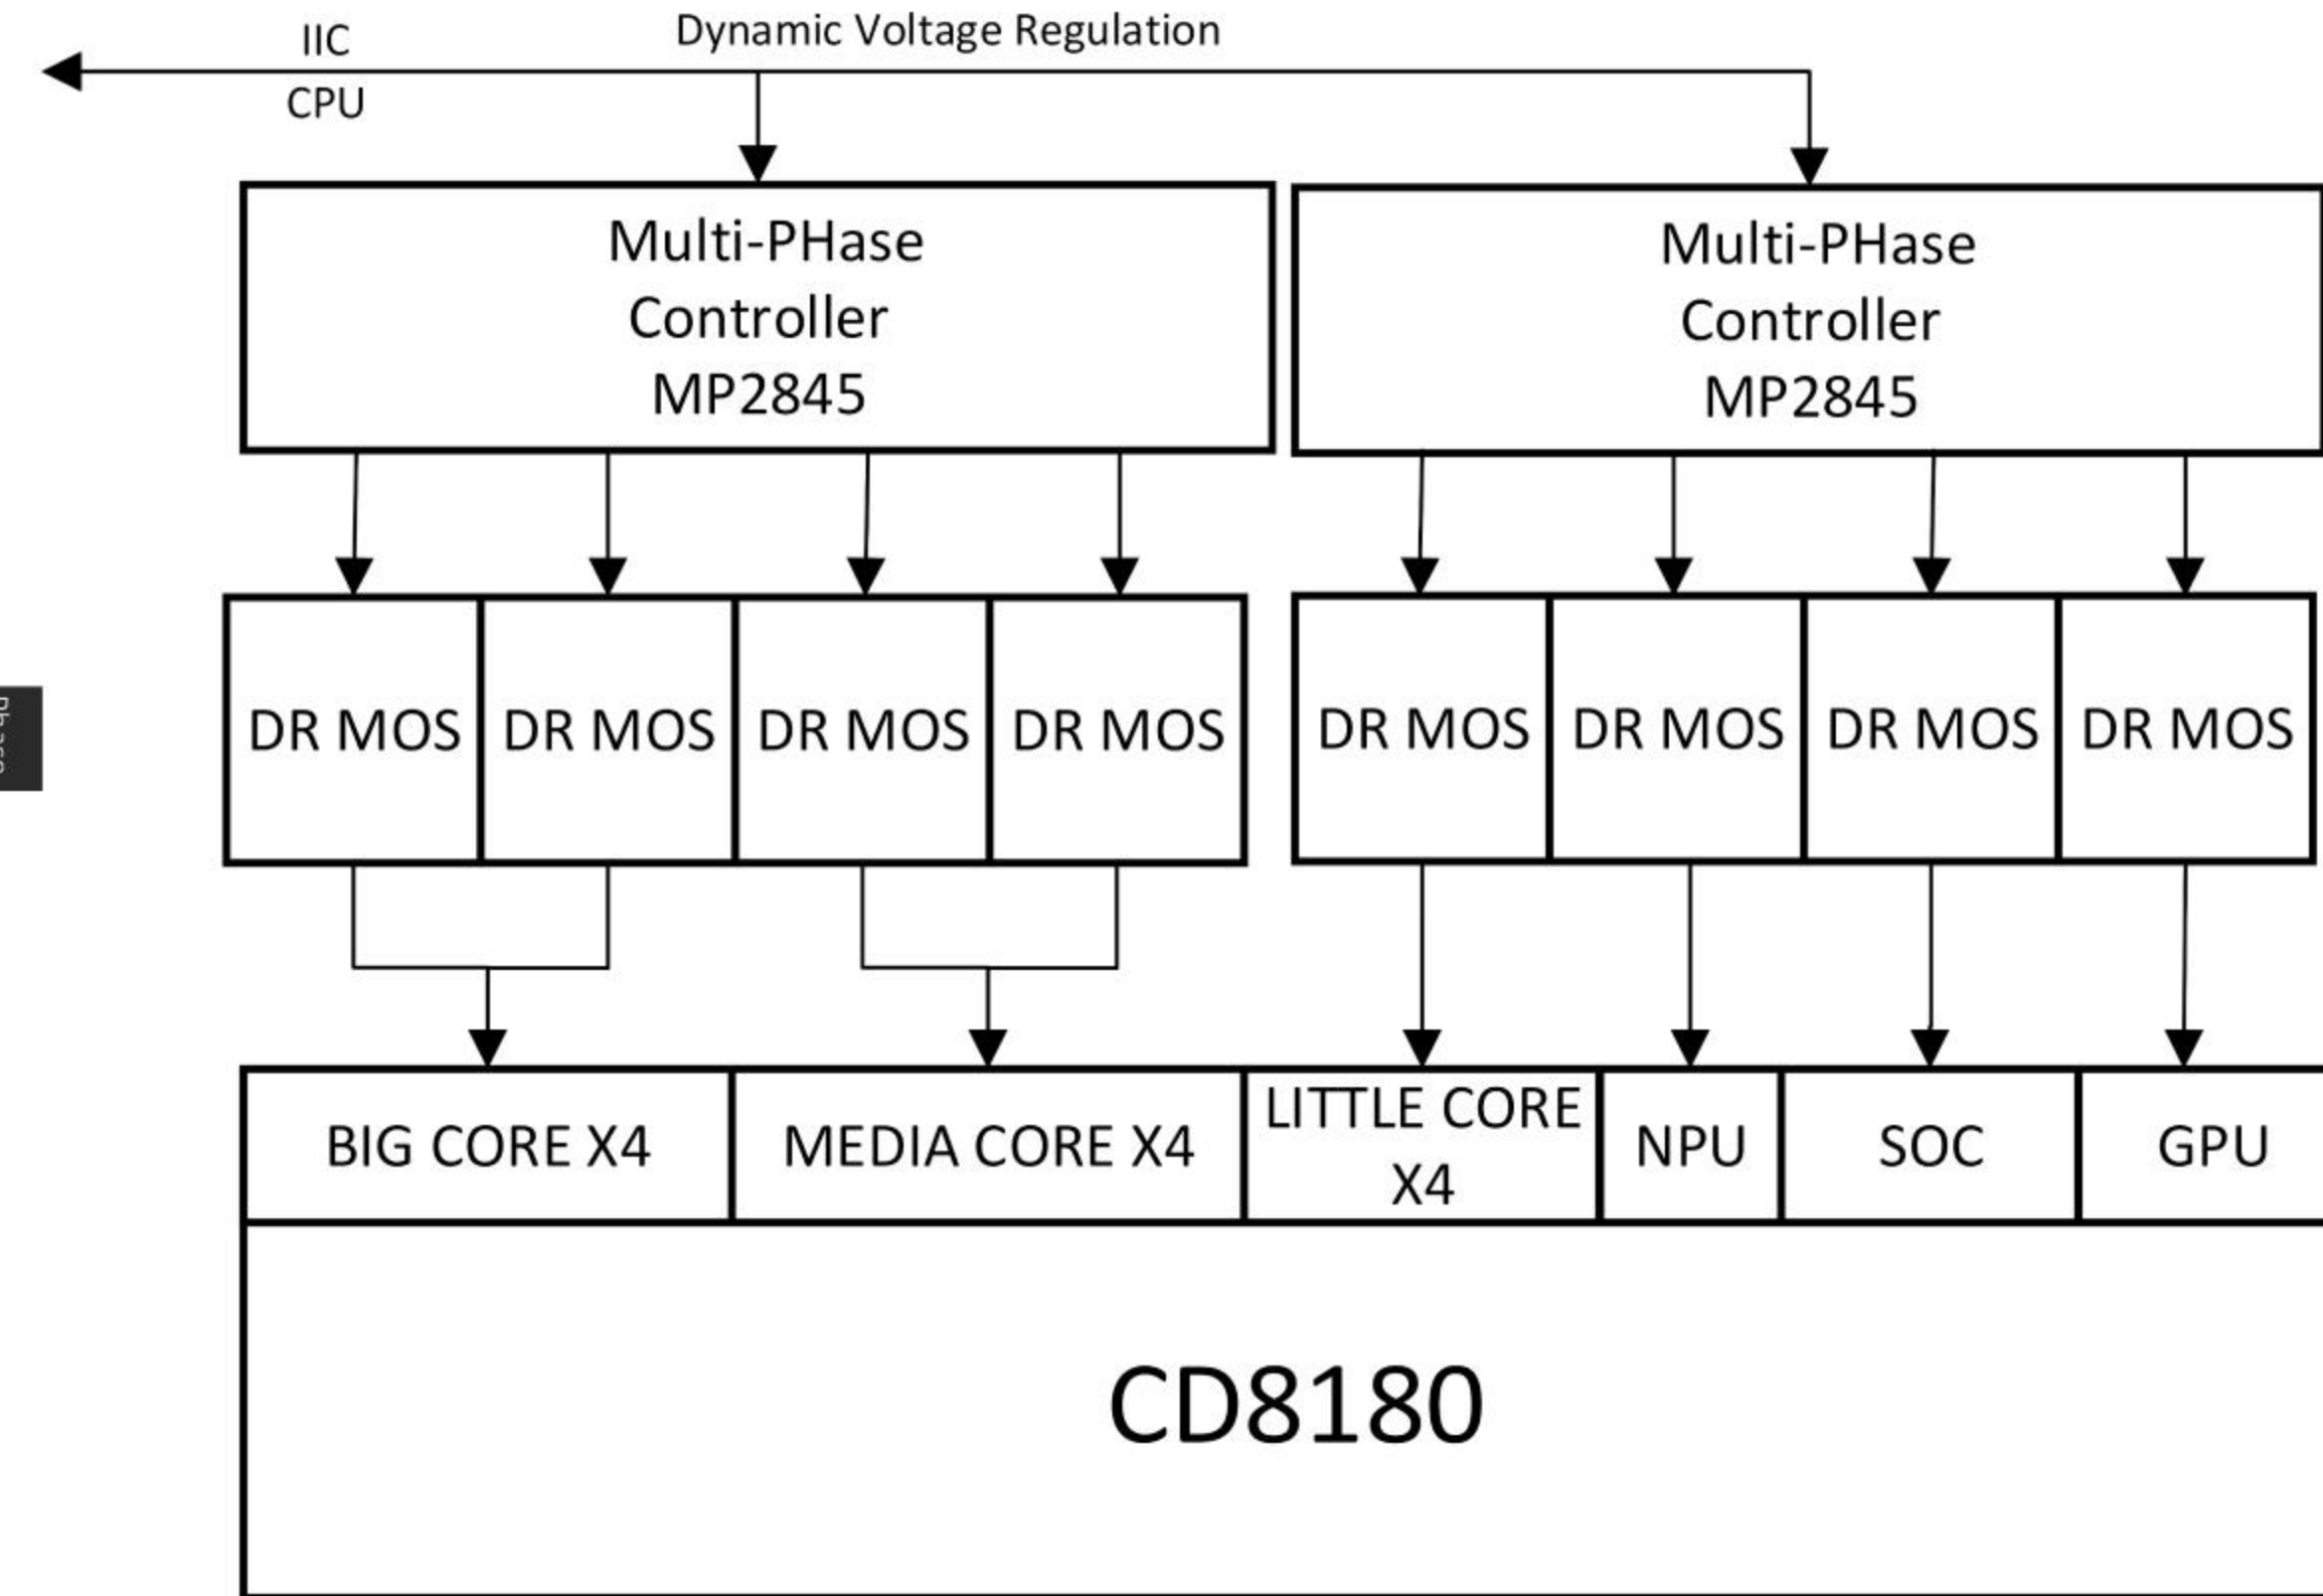 Dynamic Voltage Regulation
IIC
CPU
Multi-PHase
Controller
MP2845
Multi-PHase
Controller
MP2845
DR MOS
DR MOS
DR MOS
DR MOS
DR MOS
DR MOS
DR MOS
DR MOS
BIG CORE X4
MEDIA CORE X4
LITTLE CORE
X4
NPU
SOC
GPU
CD8180